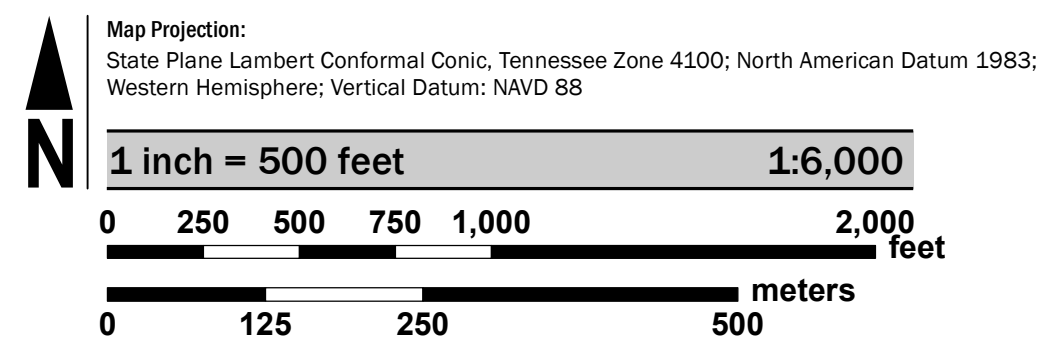 Map Projection:
State Plane Lambert Conformal Conic, Tennessee Zone 4100; North American Datum 1983;
Western Hemisphere; Vertical Datum: NAVD 88
N
1 inch = 500 feet 1:6,000
0 250 500 750 1,000 2,000
feet
meters
0 125 250 500